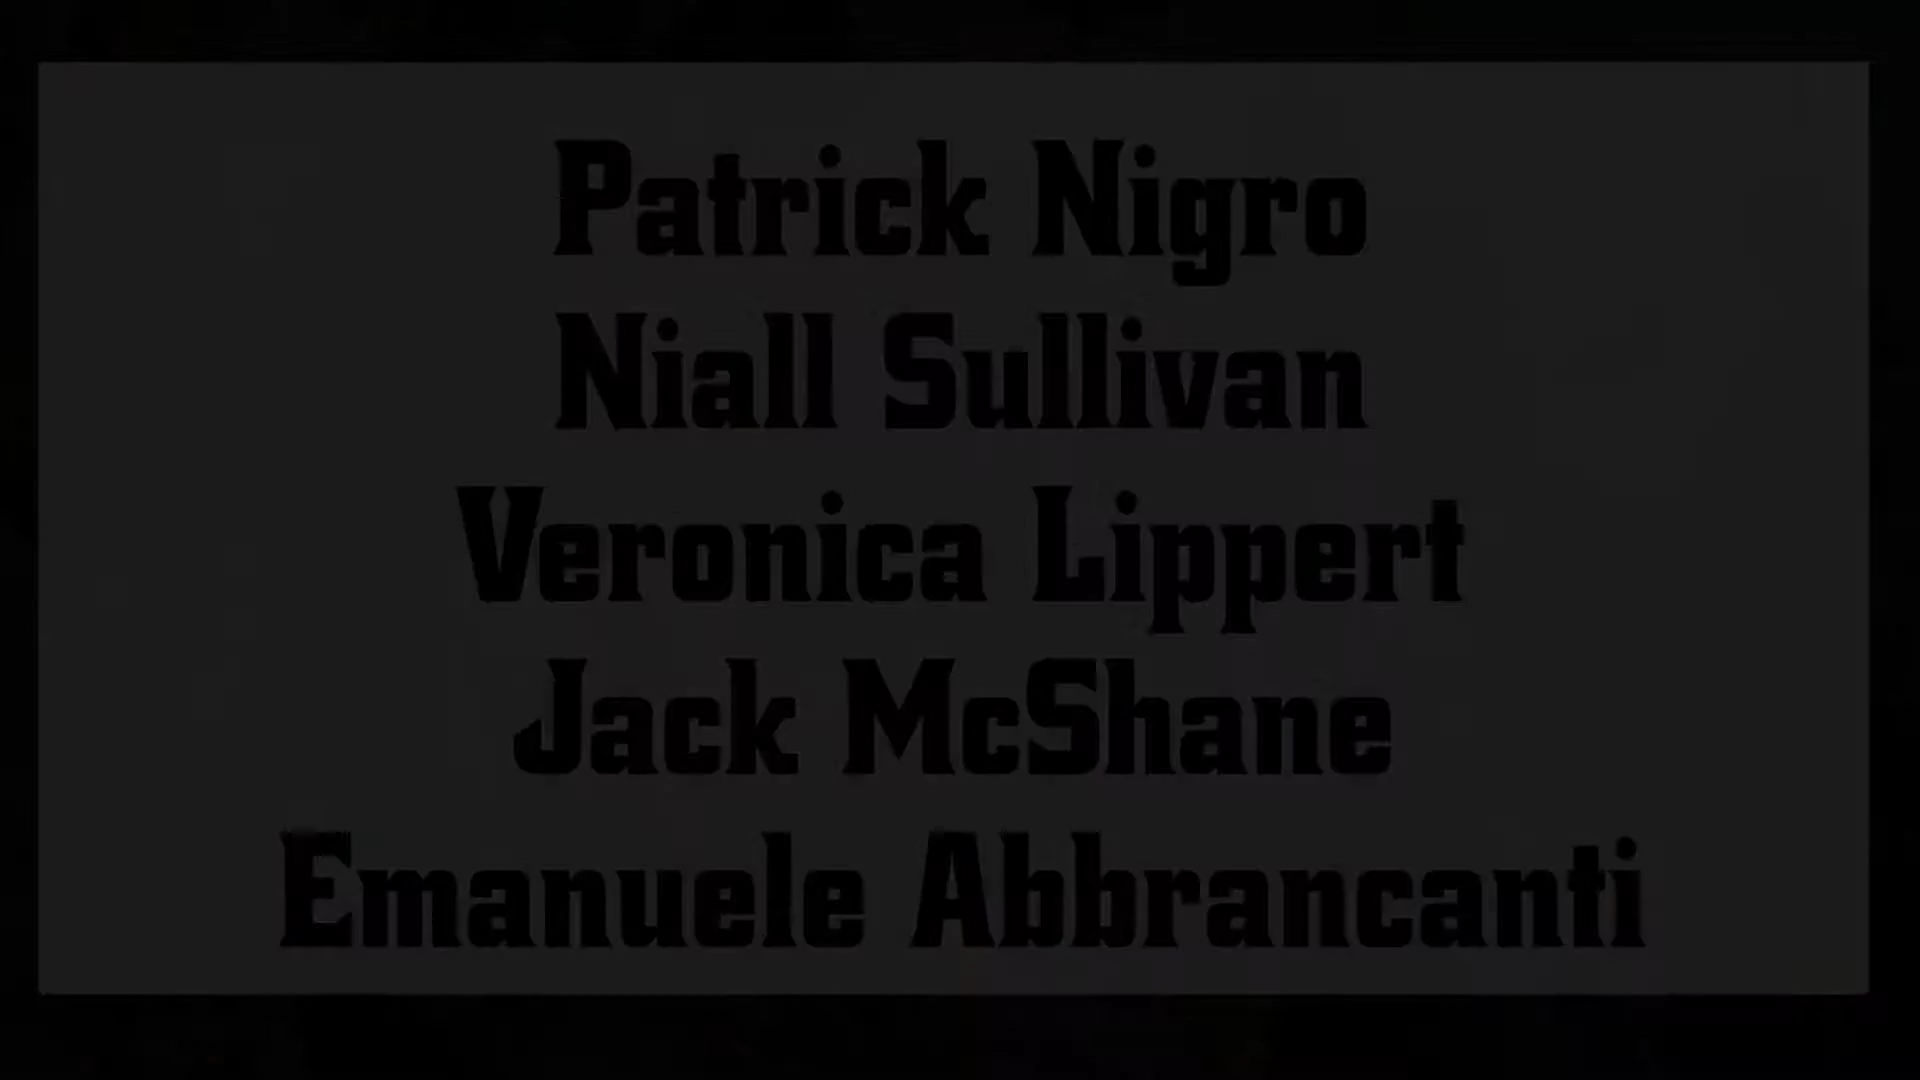 Patrick Nigro
Niall Sullivan
Veronica Lippert
Jack McShane
Emanuele Abbrancanti